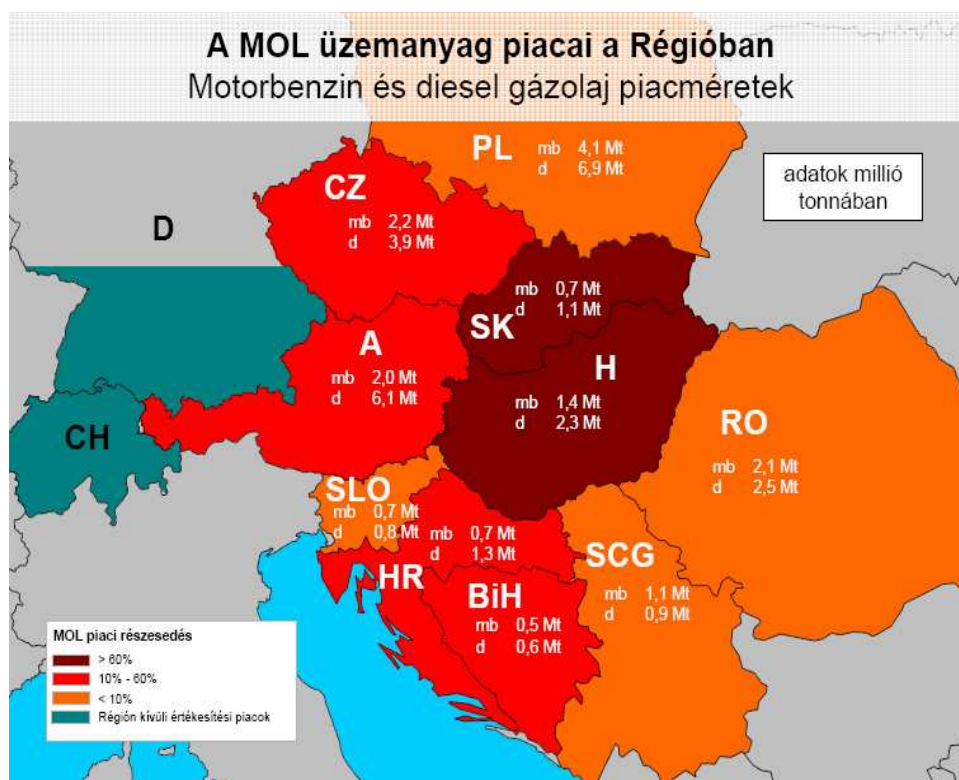 A MOL üzemanyag piacai a Régióban
Motorbenzin és diesel gázolaj piacméretek
adatok millió
tonnában
PL
mb 4,1 Mt
d 6,9 Mt
CZ
mb 2,2 Mt
d 3,9 Mt
D
mb 0,7 Mt
d 1,1 Mt
SK
A
mb 2,0 Mt
d 6,1 Mt
H
mb 1,4 Mt
d 2,3 Mt
CH
RO
mb 2,1 Mt
d 2,5 Mt
SLO
mb 0,7 Mt
d 0,8 Mt
mb 0,7 Mt
d 1,3 Mt
HR
SCG
mb 1,1 Mt
d 0,9 Mt
BiH
mb 0,5 Mt
d 0,6 Mt
MOL piaci részesedés
> 60%
10% - 60%
< 10%
Régión kívüli értékesítési piacok